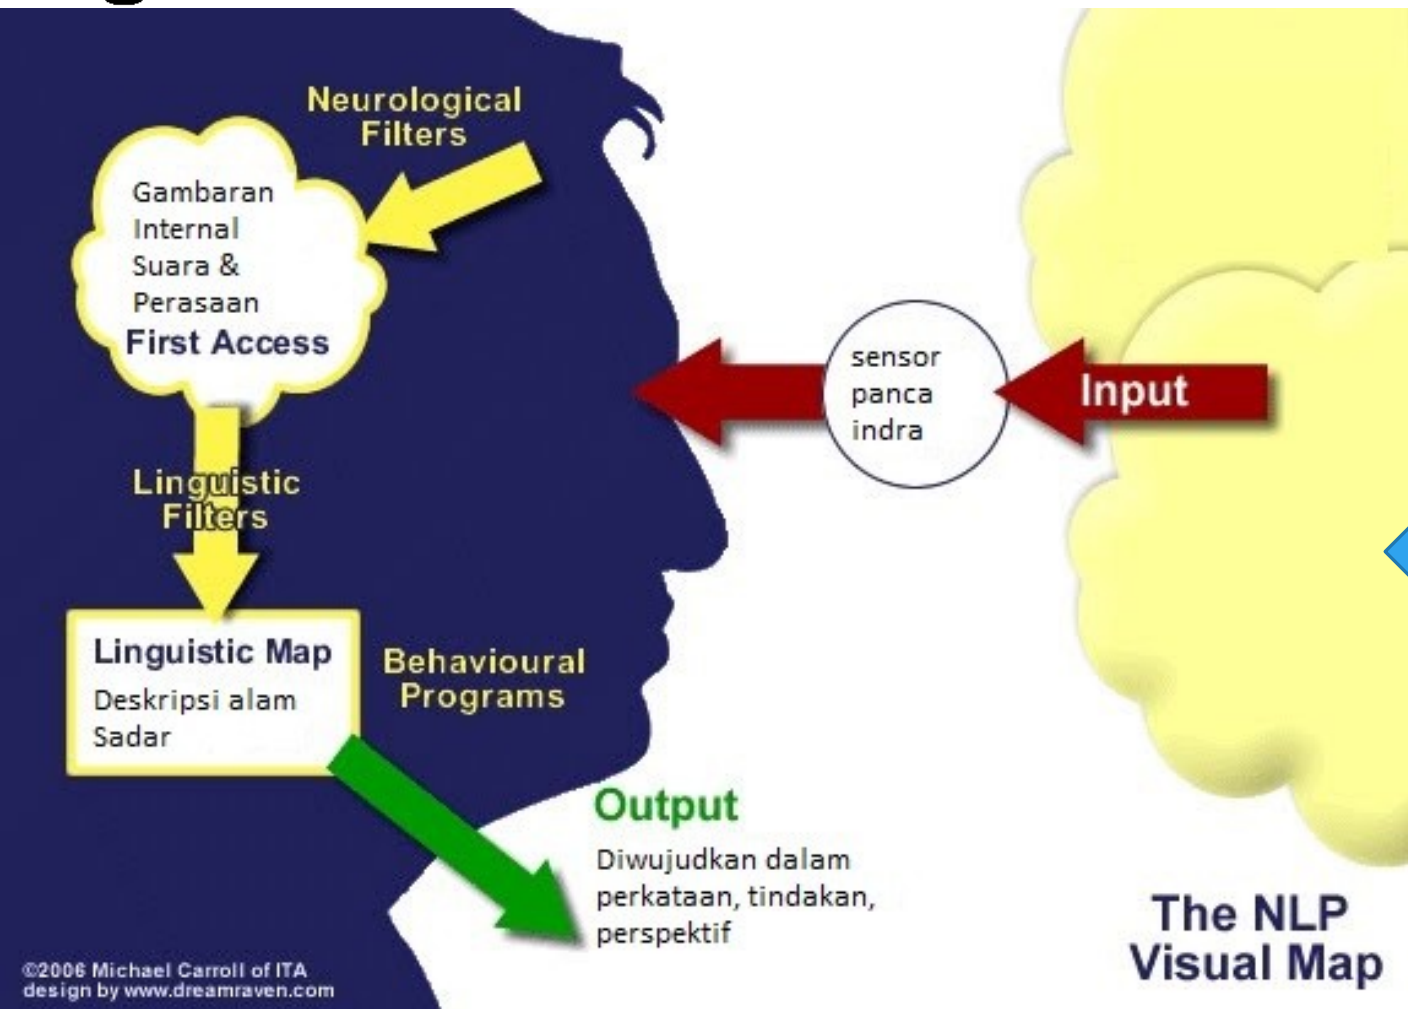 Neurological
Filters
Gambaran
Internal
Suara &
Perasaan
First Access
sensor
panca
indra
Input
Linguistic
Filters
Linguistic Map
Deskripsi alam
Sadar
Behavioural
Programs
Output
Diwujudkan dalam
perkataan, tindakan,
perspektif
The NLP
Visual Map
©2006 Michael Carroll of ITA
design by www.dreamraven.com